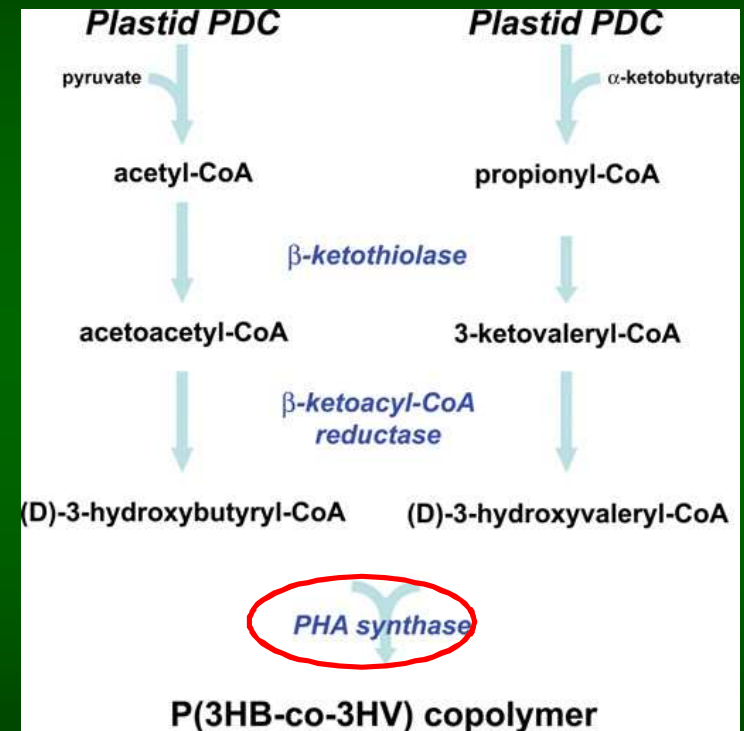 Plastid PDC Plastid PDC
pyruvate α-ketobutyrate
acetyl-CoA propionyl-CoA
β-ketothiolase
acetoacetyl-CoA 3-ketovaleryl-CoA
β-ketoacyl-CoA
reductase
(D)-3-hydroxybutyryl-CoA (D)-3-hydroxyvaleryl-CoA
PHA synthase
P(3HB-co-3HV) copolymer